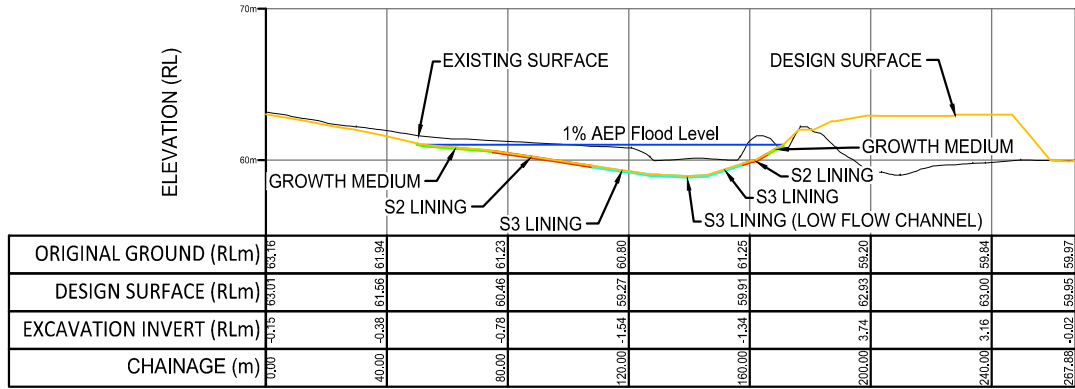 70m
ELEVATION (RL)
EXISTING SURFACE
DESIGN SURFACE
1% AEP Flood Level
60m
GROWTH MEDIUM
GROWTH MEDIUM
S2 LINING
S2 LINING
S3 LINING
S3 LINING
S3 LINING (LOW FLOW CHANNEL)
ORIGINAL GROUND (RLm) 63.16 61.94 61.23 60.80 61.25 59.20 59.84 59.97
DESIGN SURFACE (RLm) 63.01 61.56 60.46 59.27 59.91 62.93 63.00 59.95
EXCAVATION INVERT (RLm) -0.15 -0.38 -0.78 -1.54 -1.34 3.74 3.16 -0.02
CHAINAGE (m) 0.00 40.00 80.00 120.00 160.00 200.00 240.00 267.88